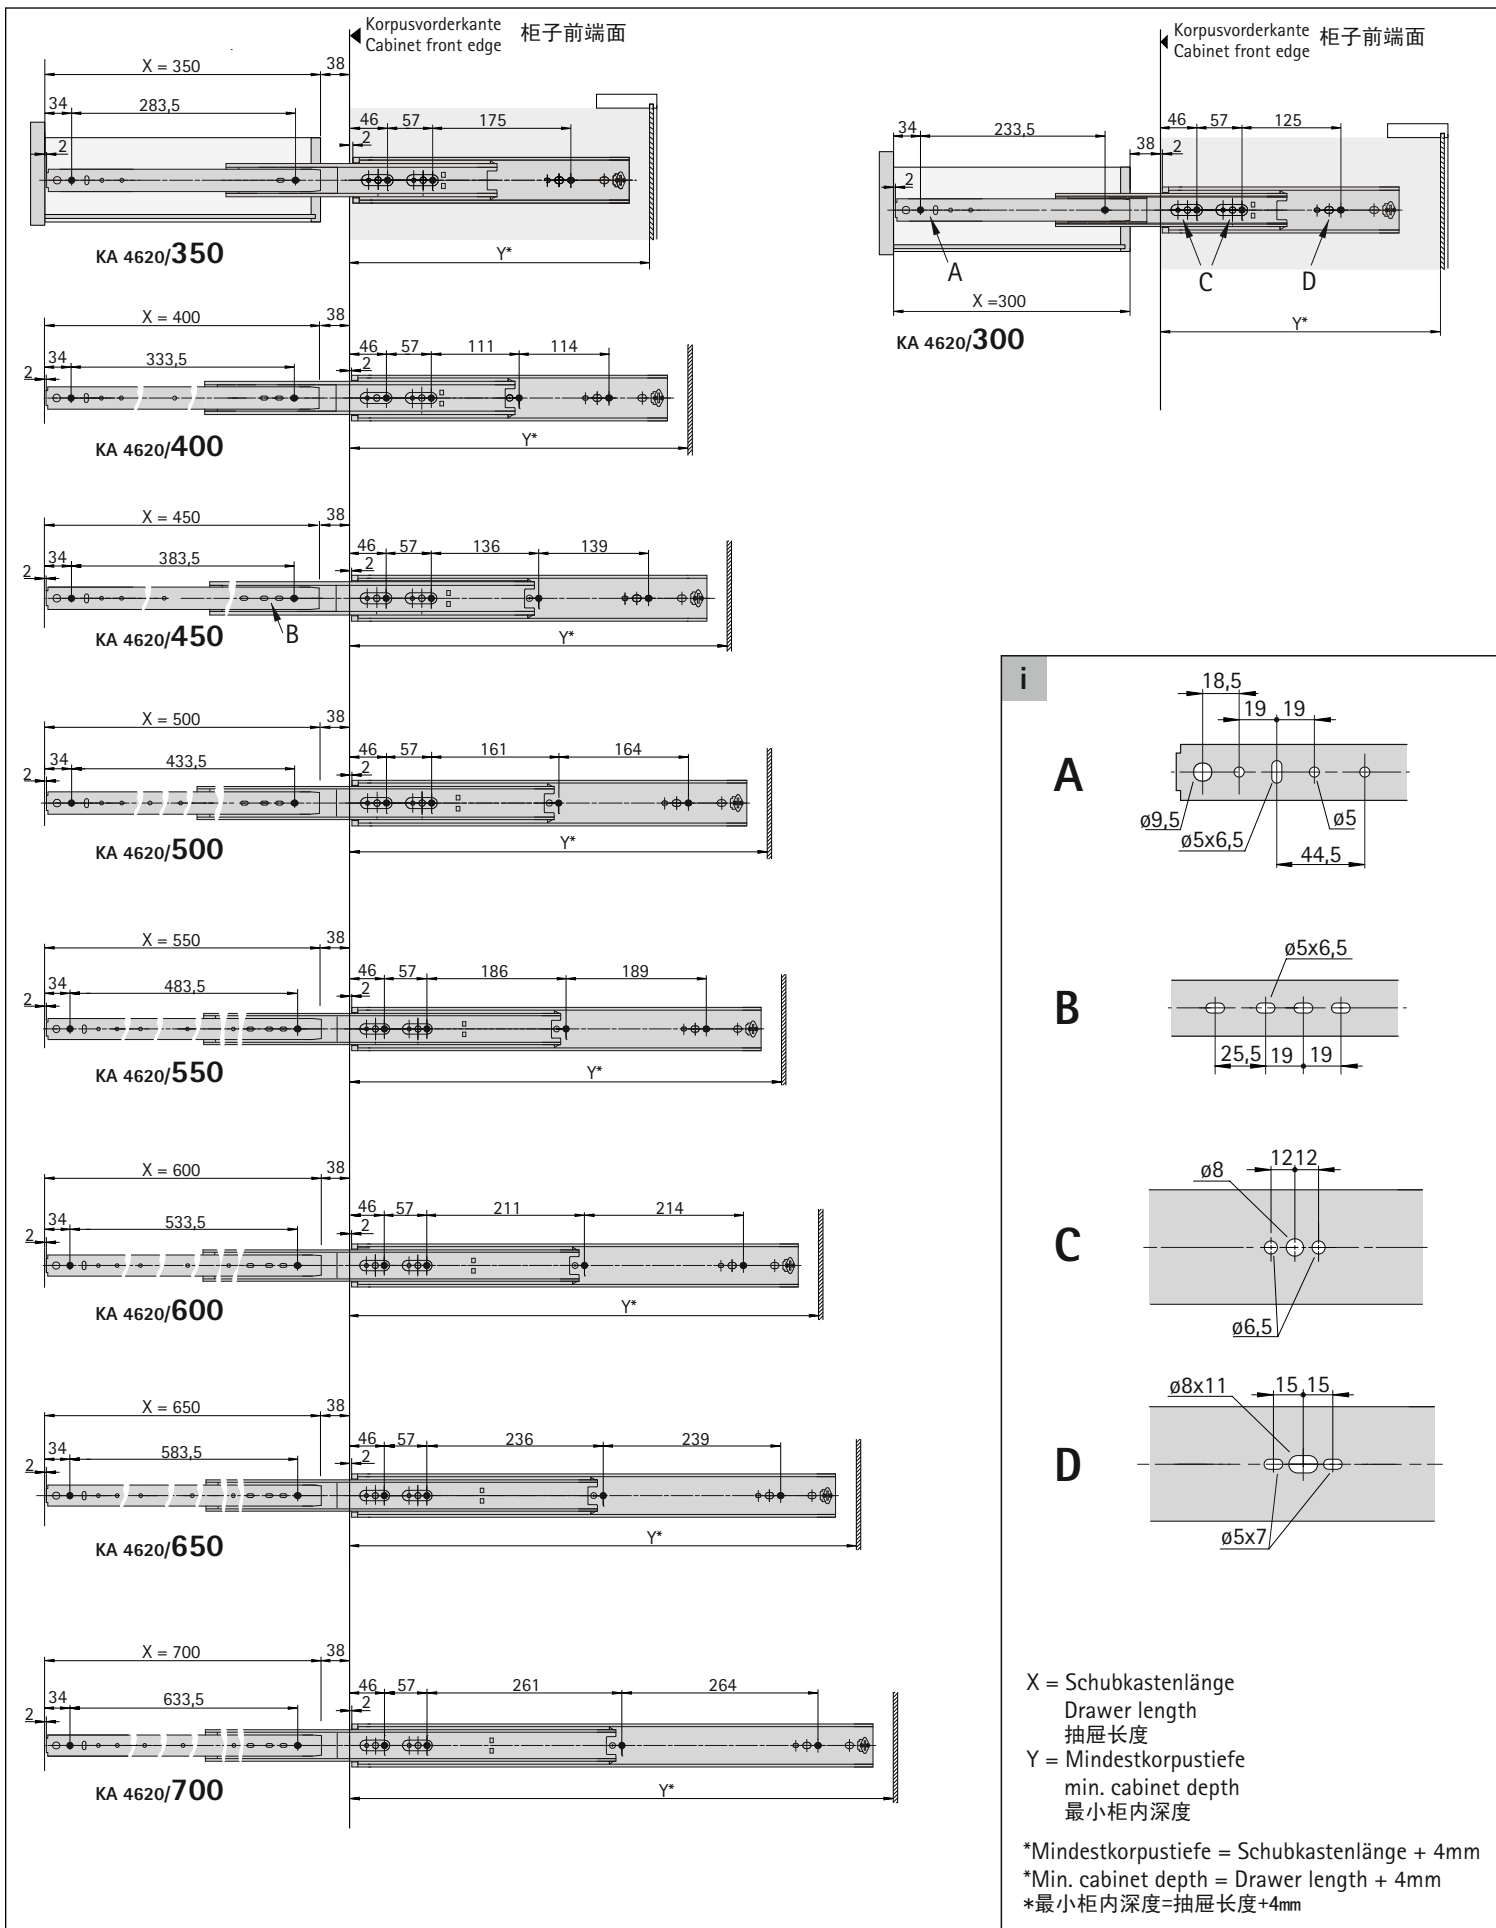 Korpusvorderkante
Cabinet front edge
柜子前端面
X = 350
38
34
283,5
46
57
175
2
2
KA 4620/350
Y*
Korpusvorderkante
Cabinet front edge
柜子前端面
46
57
125
34
233,5
38
2
2
A
C
D
X =300
Y*
KA 4620/300
X = 400
38
34
333,5
46
57
111
114
2
2
KA 4620/400
Y*
X = 450
38
34
383,5
46
57
136
139
2
2
KA 4620/450
B
Y*
X = 500
38
34
433,5
46
57
161
164
2
2
KA 4620/500
Y*
X = 550
38
34
483,5
46
57
186
189
2
2
KA 4620/550
Y*
X = 600
38
34
533,5
46
57
211
214
2
2
KA 4620/600
Y*
X = 650
38
34
583,5
46
57
236
239
2
2
KA 4620/650
Y*
X = 700
38
34
633,5
46
57
261
264
2
2
KA 4620/700
Y*
i
A
18,5
19
19
ø9,5
ø5x6,5
ø5
44,5
B
ø5x6,5
25,5
19
19
C
ø8
12
12
ø6,5
D
ø8x11
15
15
ø5x7
X = Schubkastenlänge
Drawer length
抽屉长度
Y = Mindestkorpustiefe
min. cabinet depth
最小柜内深度
*Mindestkorpustiefe = Schubkastenlänge + 4mm
*Min. cabinet depth = Drawer length + 4mm
*最小柜内深度=抽屉长度+4mm